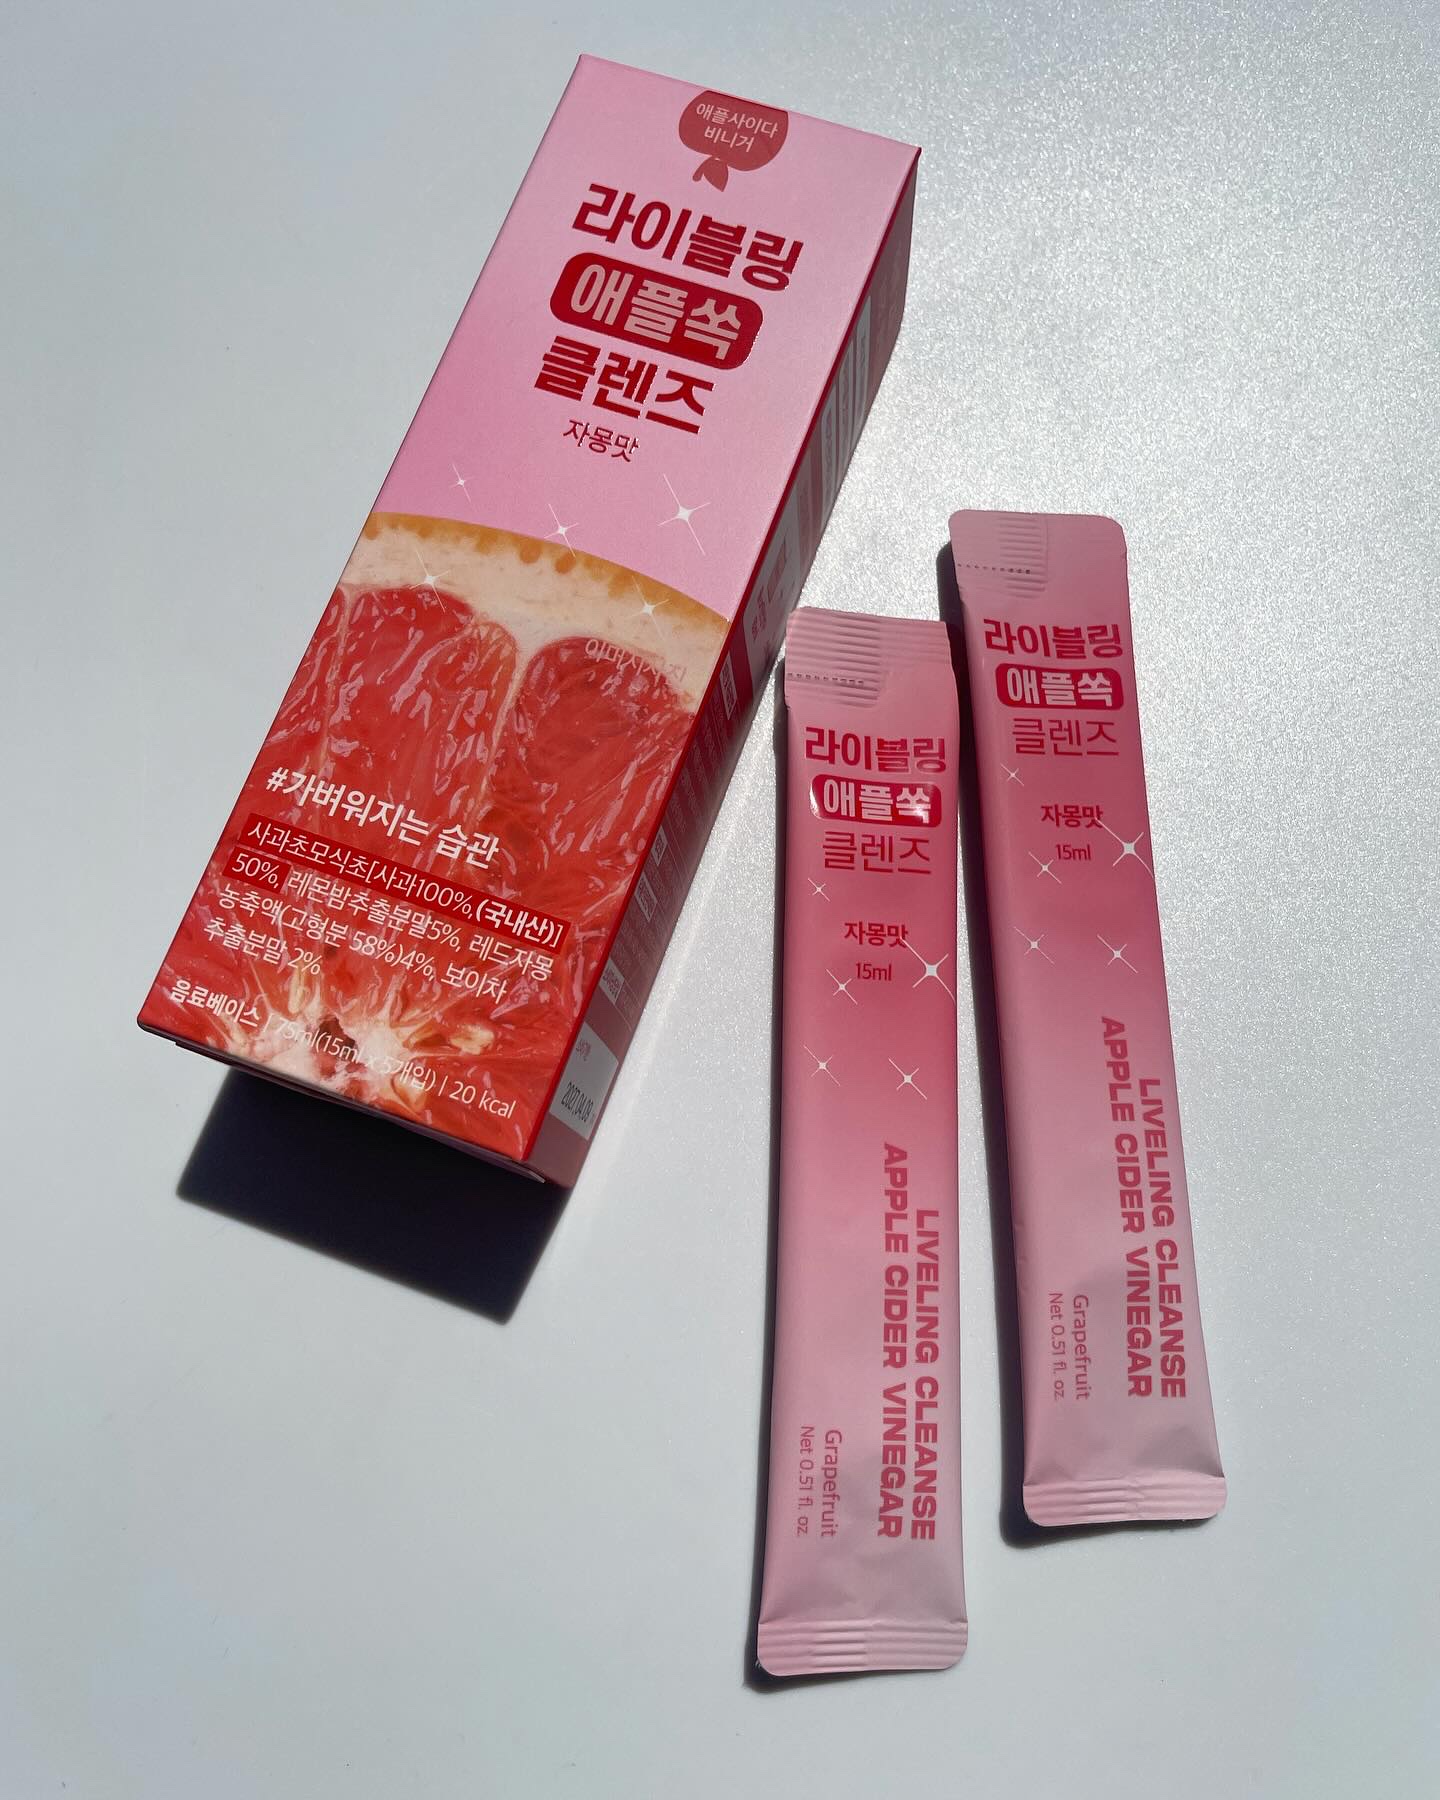 애플사이다
비니거
라이블링
애플쏙
클렌즈
자몽맛
이미지사진
#가벼워지는 습관
사과초모식초[사과100%,(국내산)]
50%, 레몬밤추출분말5%, 레드자몽
농축액(고형분 58%)4%, 보이차
추출분말 2%
음료베이스 | 75ml(15ml x 5개입) | 20 kcal
라이블링
애플쏙
클렌즈
자몽맛
15ml
LIVELING CLEANSE
APPLE CIDER VINEGAR
Grapefruit
Net 0.51 fl. oz.
라이블링
애플쏙
클렌즈
자몽맛
15ml
LIVELING CLEANSE
APPLE CIDER VINEGAR
Grapefruit
Net 0.51 fl. oz.